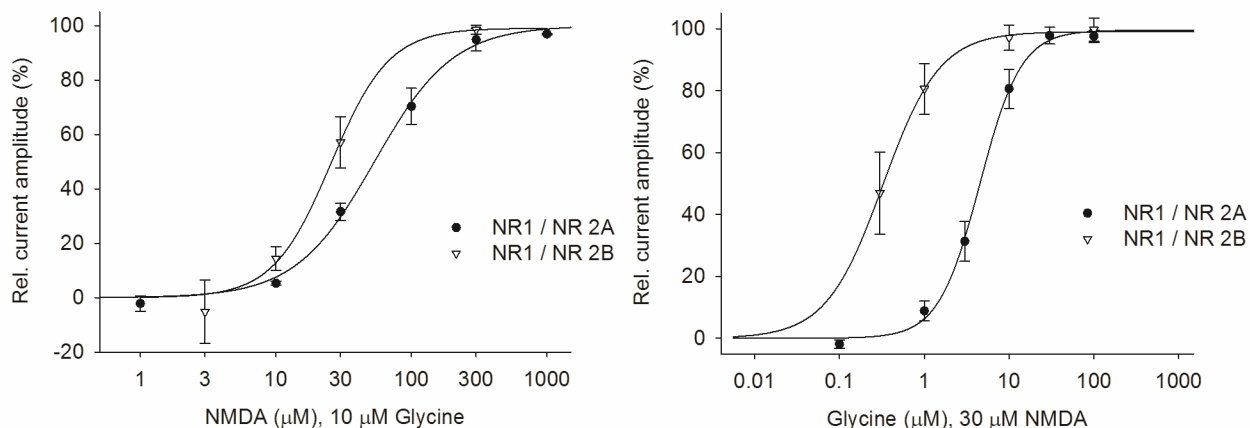 Rel. current amplitude (%)
100
80
60
40
20
0
-20
1 3 10 30 100 300 1000
NMDA (μM), 10 μM Glycine
NR1 / NR 2A
NR1 / NR 2B
Rel. current amplitude (%)
100
80
60
40
20
0
0.01 0.1 1 10 100 1000
Glycine (μM), 30 μM NMDA
NR1 / NR 2A
NR1 / NR 2B